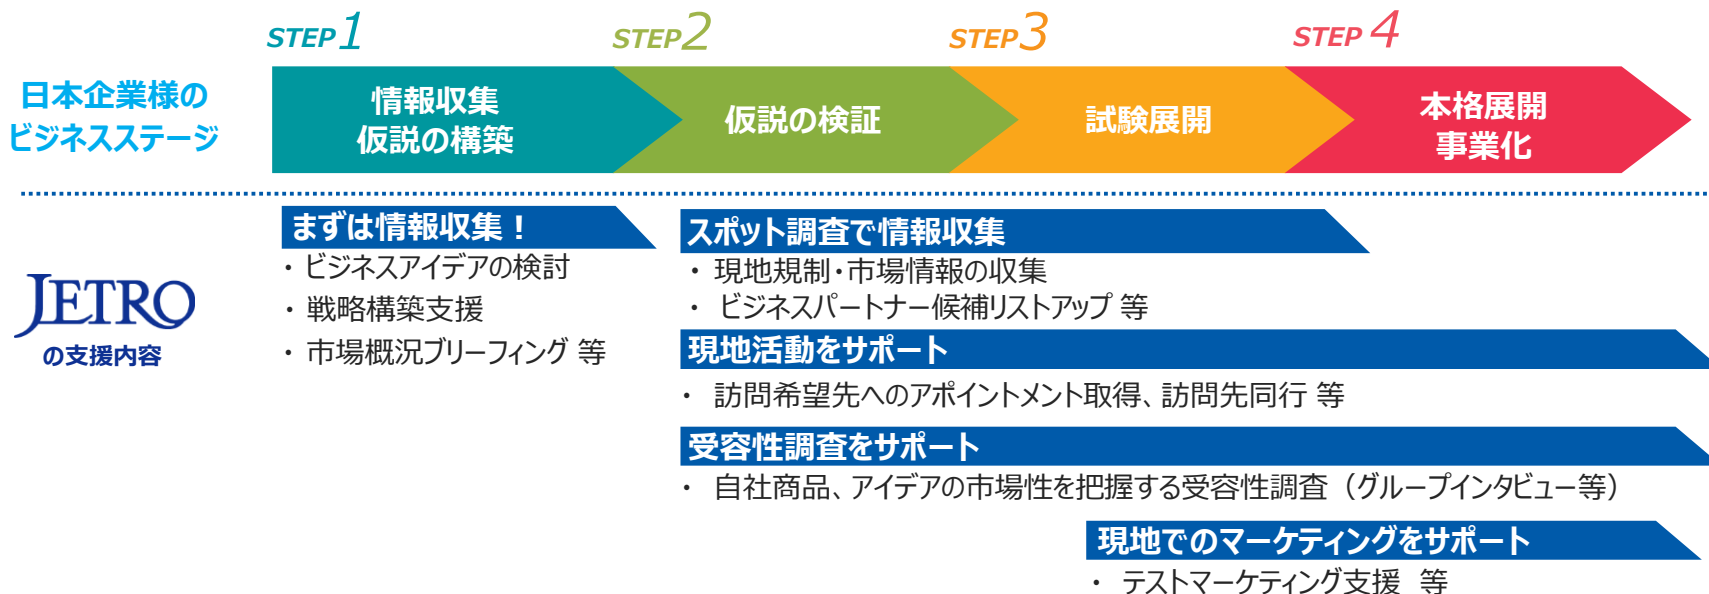 STEP 1
STEP 2
STEP 3
STEP 4
日本企業様の
ビジネスステージ
情報収集
仮説の構築
仮説の検証
試験展開
本格展開
事業化
JETRO
の支援内容
まずは情報収集！
・ビジネスアイデアの検討
・戦略構築支援
・市場概況ブリーフィング 等
スポット調査で情報収集
・ 現地規制・市場情報の収集
・ ビジネスパートナー候補リストアップ 等
現地活動をサポート
・ 訪問希望先へのアポイントメント取得、訪問先同行 等
受容性調査をサポート
・ 自社商品、アイデアの市場性を把握する受容性調査（グループインタビュー等）
現地でのマーケティングをサポート
・ テストマーケティング支援 等